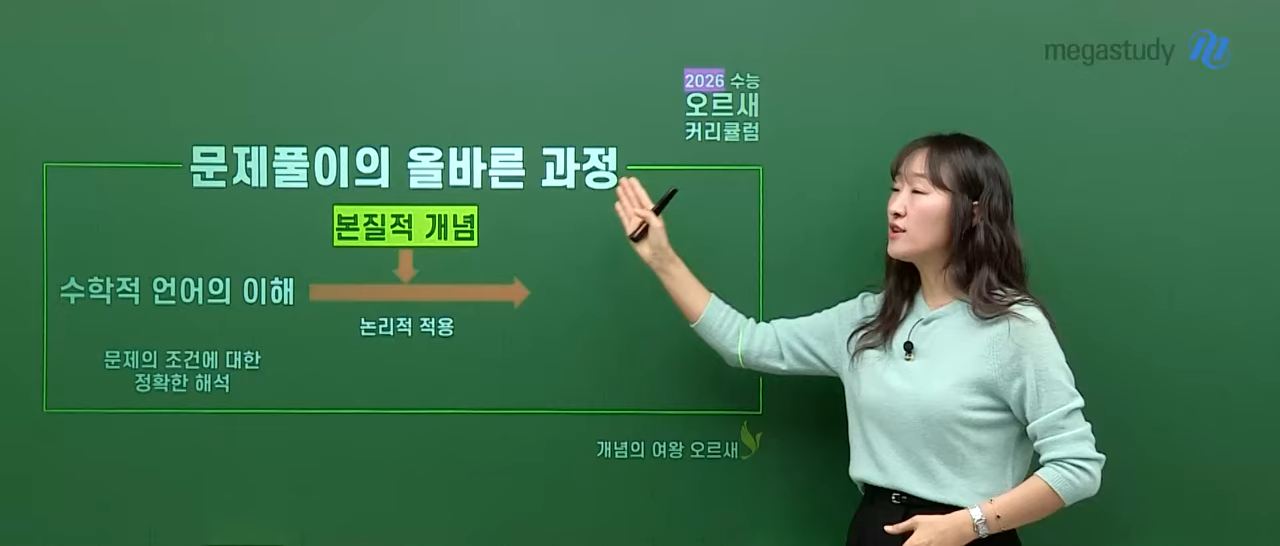 megastudy
2026 수능
오르새
커리큘럼
문제풀이의 올바른 과정
본질적 개념
수학적 언어의 이해
논리적 적용
문제의 조건에 대한
정확한 해석
개념의 여왕 오르새